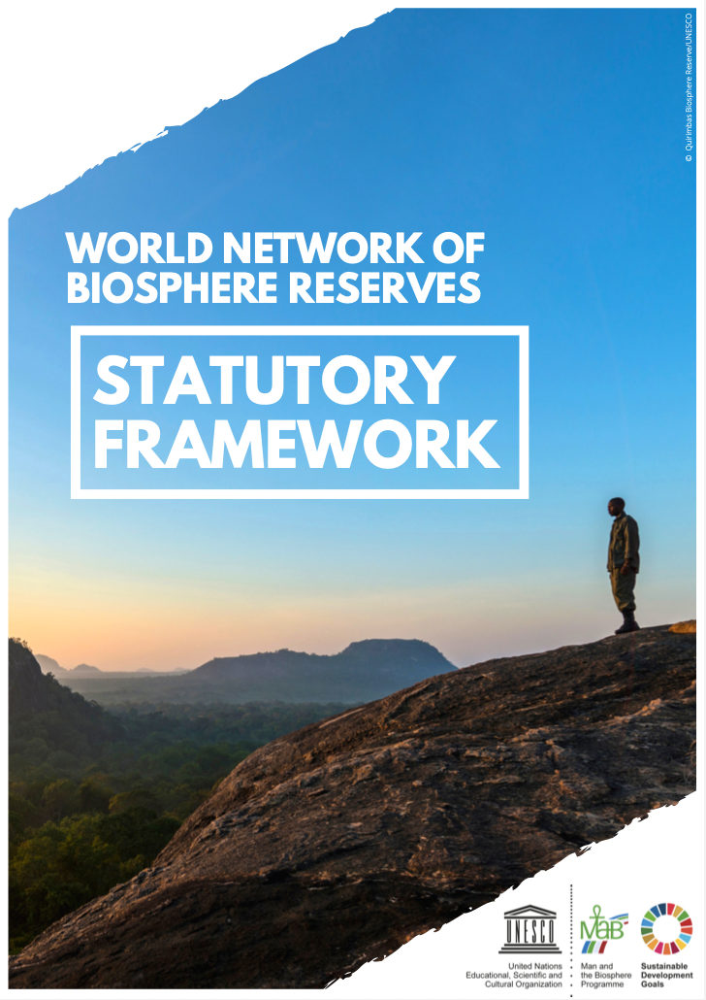 © Quirimbas Biosphere Reserve/UNESCO
WORLD NETWORK OF
BIOSPHERE RESERVES
STATUTORY
FRAMEWORK
UNESCO
United Nations
Educational, Scientific and
Cultural Organization
MaB
Man and
the Biosphere
Programme
Sustainable
Development
Goals